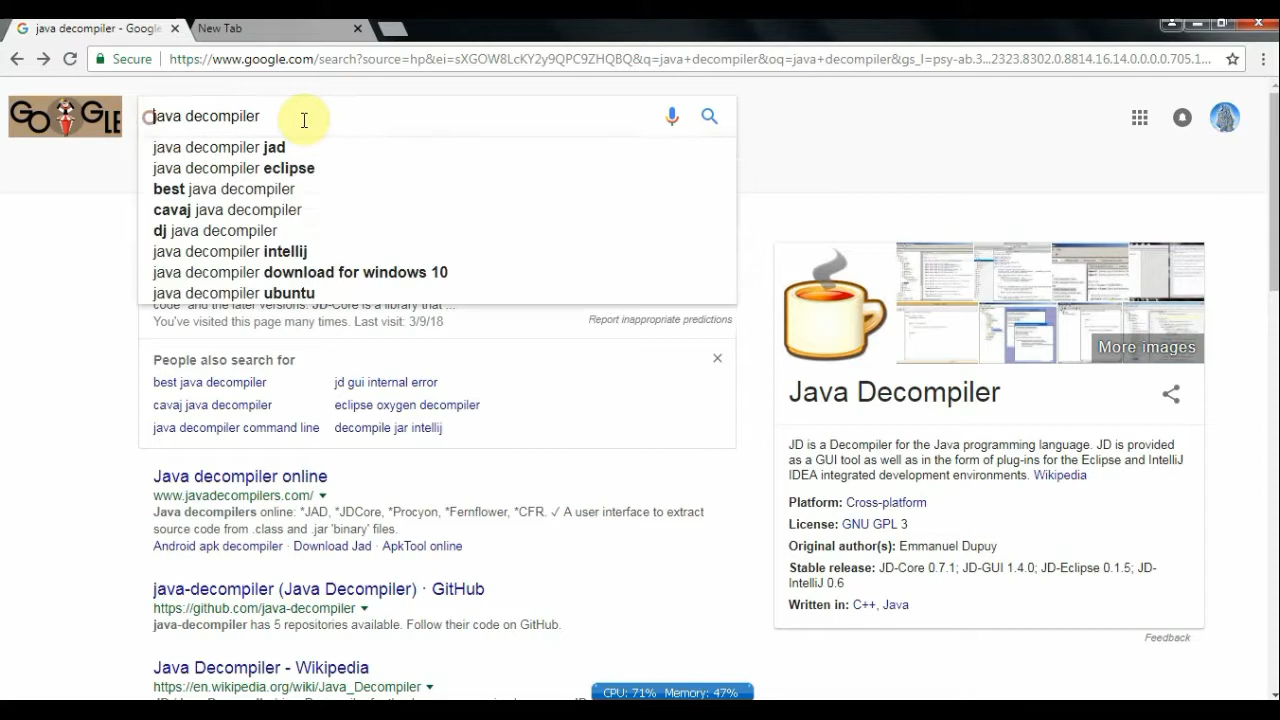 java decompiler - Google
New Tab
Secure
https://www.google.com/search?source=hp&ei=sXGOW8LcKY2y9QPC9ZHQBQ&q=java+decompiler&oq=java+decompiler&gs_l=psy-ab.3...2323.8302.0.8814.16.14.0.0.0.0.705.1...
GOOGLE
java decompiler
java decompiler jad
java decompiler eclipse
best java decompiler
cavaj java decompiler
dj java decompiler
java decompiler intellij
java decompiler download for windows 10
java decompiler ubuntu
code" and the later versions. JD-Core is a library that ...
You've visited this page many times. Last visit: 3/9/18
Report inappropriate predictions
People also search for
best java decompiler
jd gui internal error
cavaj java decompiler
eclipse oxygen decompiler
java decompiler command line
decompile jar intellij
Java decompiler online
www.javadecompilers.com/
Java decompilers online: *JAD, *JDCore, *Procyon, *Fernflower, *CFR. ✓ A user interface to extract
source code from .class and .jar 'binary' files.
Android apk decompiler · Download Jad · ApkTool online
java-decompiler (Java Decompiler) · GitHub
https://github.com/java-decompiler
java-decompiler has 5 repositories available. Follow their code on GitHub.
Java Decompiler - Wikipedia
https://en.wikipedia.org/wiki/Java_Decompiler
More images
Java Decompiler
JD is a Decompiler for the Java programming language. JD is provided
as a GUI tool as well as in the form of plug-ins for the Eclipse and IntelliJ
IDEA integrated development environments. Wikipedia
Platform: Cross-platform
License: GNU GPL 3
Original author(s): Emmanuel Dupuy
Stable release: JD-Core 0.7.1; JD-GUI 1.4.0; JD-Eclipse 0.1.5; JD-
IntelliJ 0.6
Written in: C++, Java
Feedback
CPU: 71% Memory: 47%